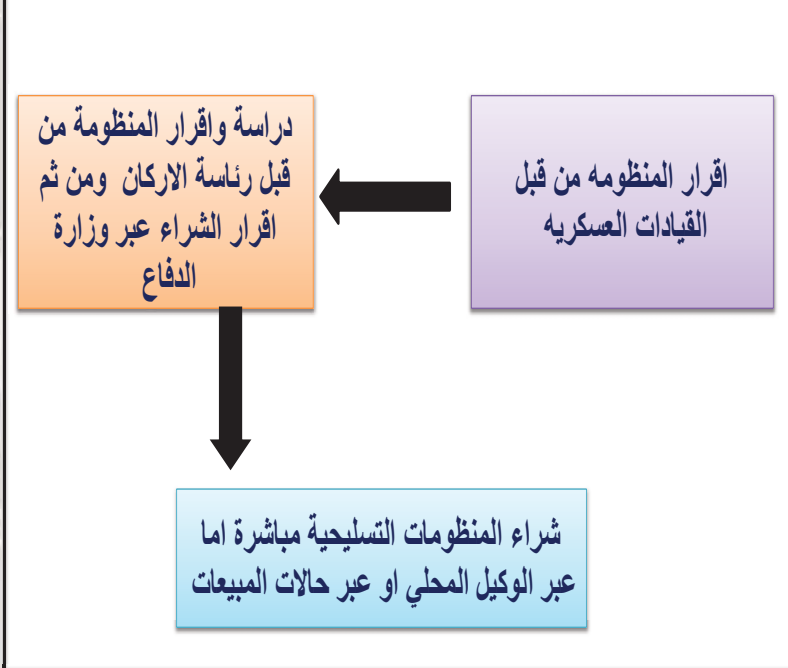 اقرار المنظومه من قبل
القيادات العسكريه
دراسة واقرار المنظومة من
قبل رئاسة الاركان ومن ثم
اقرار الشراء عبر وزارة
الدفاع
شراء المنظومات التسليحية مباشرة اما
عبر الوكيل المحلي او عبر حالات المبيعات